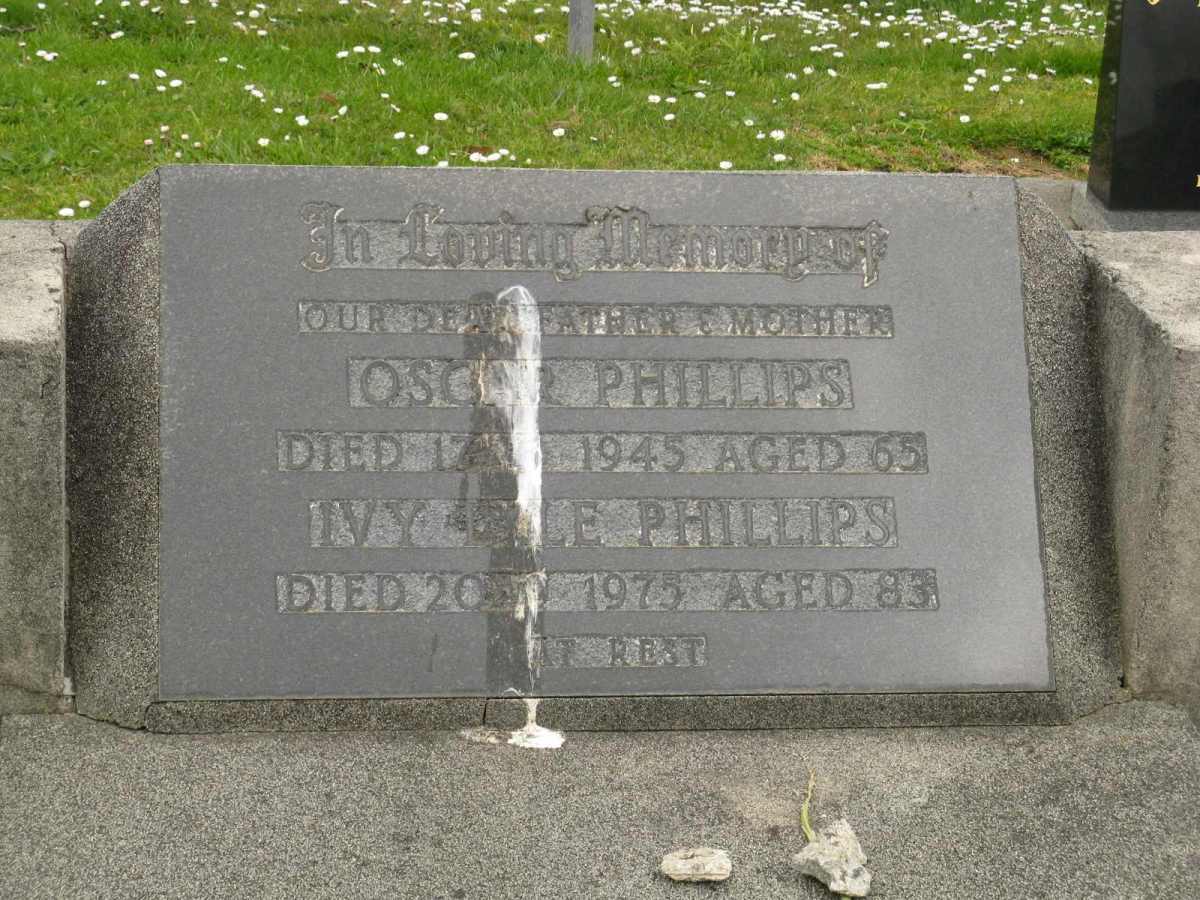 In Loving Memory of
OUR DEAR FATHER & MOTHER
OSCAR PHILLIPS
DIED 1945 AGED 65
IVY PHILLIPS
DIED 1975 AGED 83
AT REST